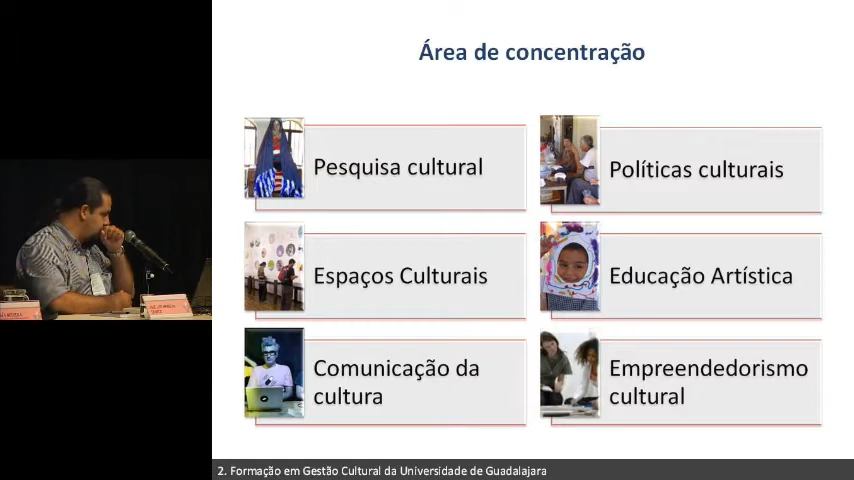 Área de concentração
Pesquisa cultural
Políticas culturais
Espaços Culturais
Educação Artística
Comunicação da
cultura
Empreendedorismo
cultural
2. Formação em Gestão Cultural da Universidade de Guadalajara